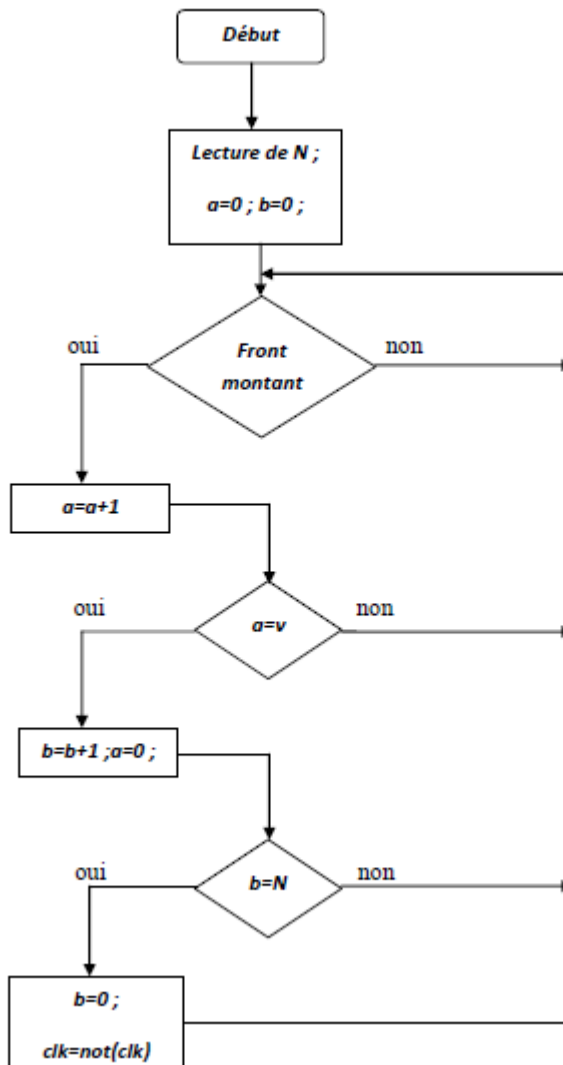 Début
Lecture de N ;
a=0 ; b=0 ;
oui
Front
montant
non
a=a+1
oui
a=v
non
b=b+1 ;a=0 ;
oui
b=N
non
b=0 ;
clk=not(clk)